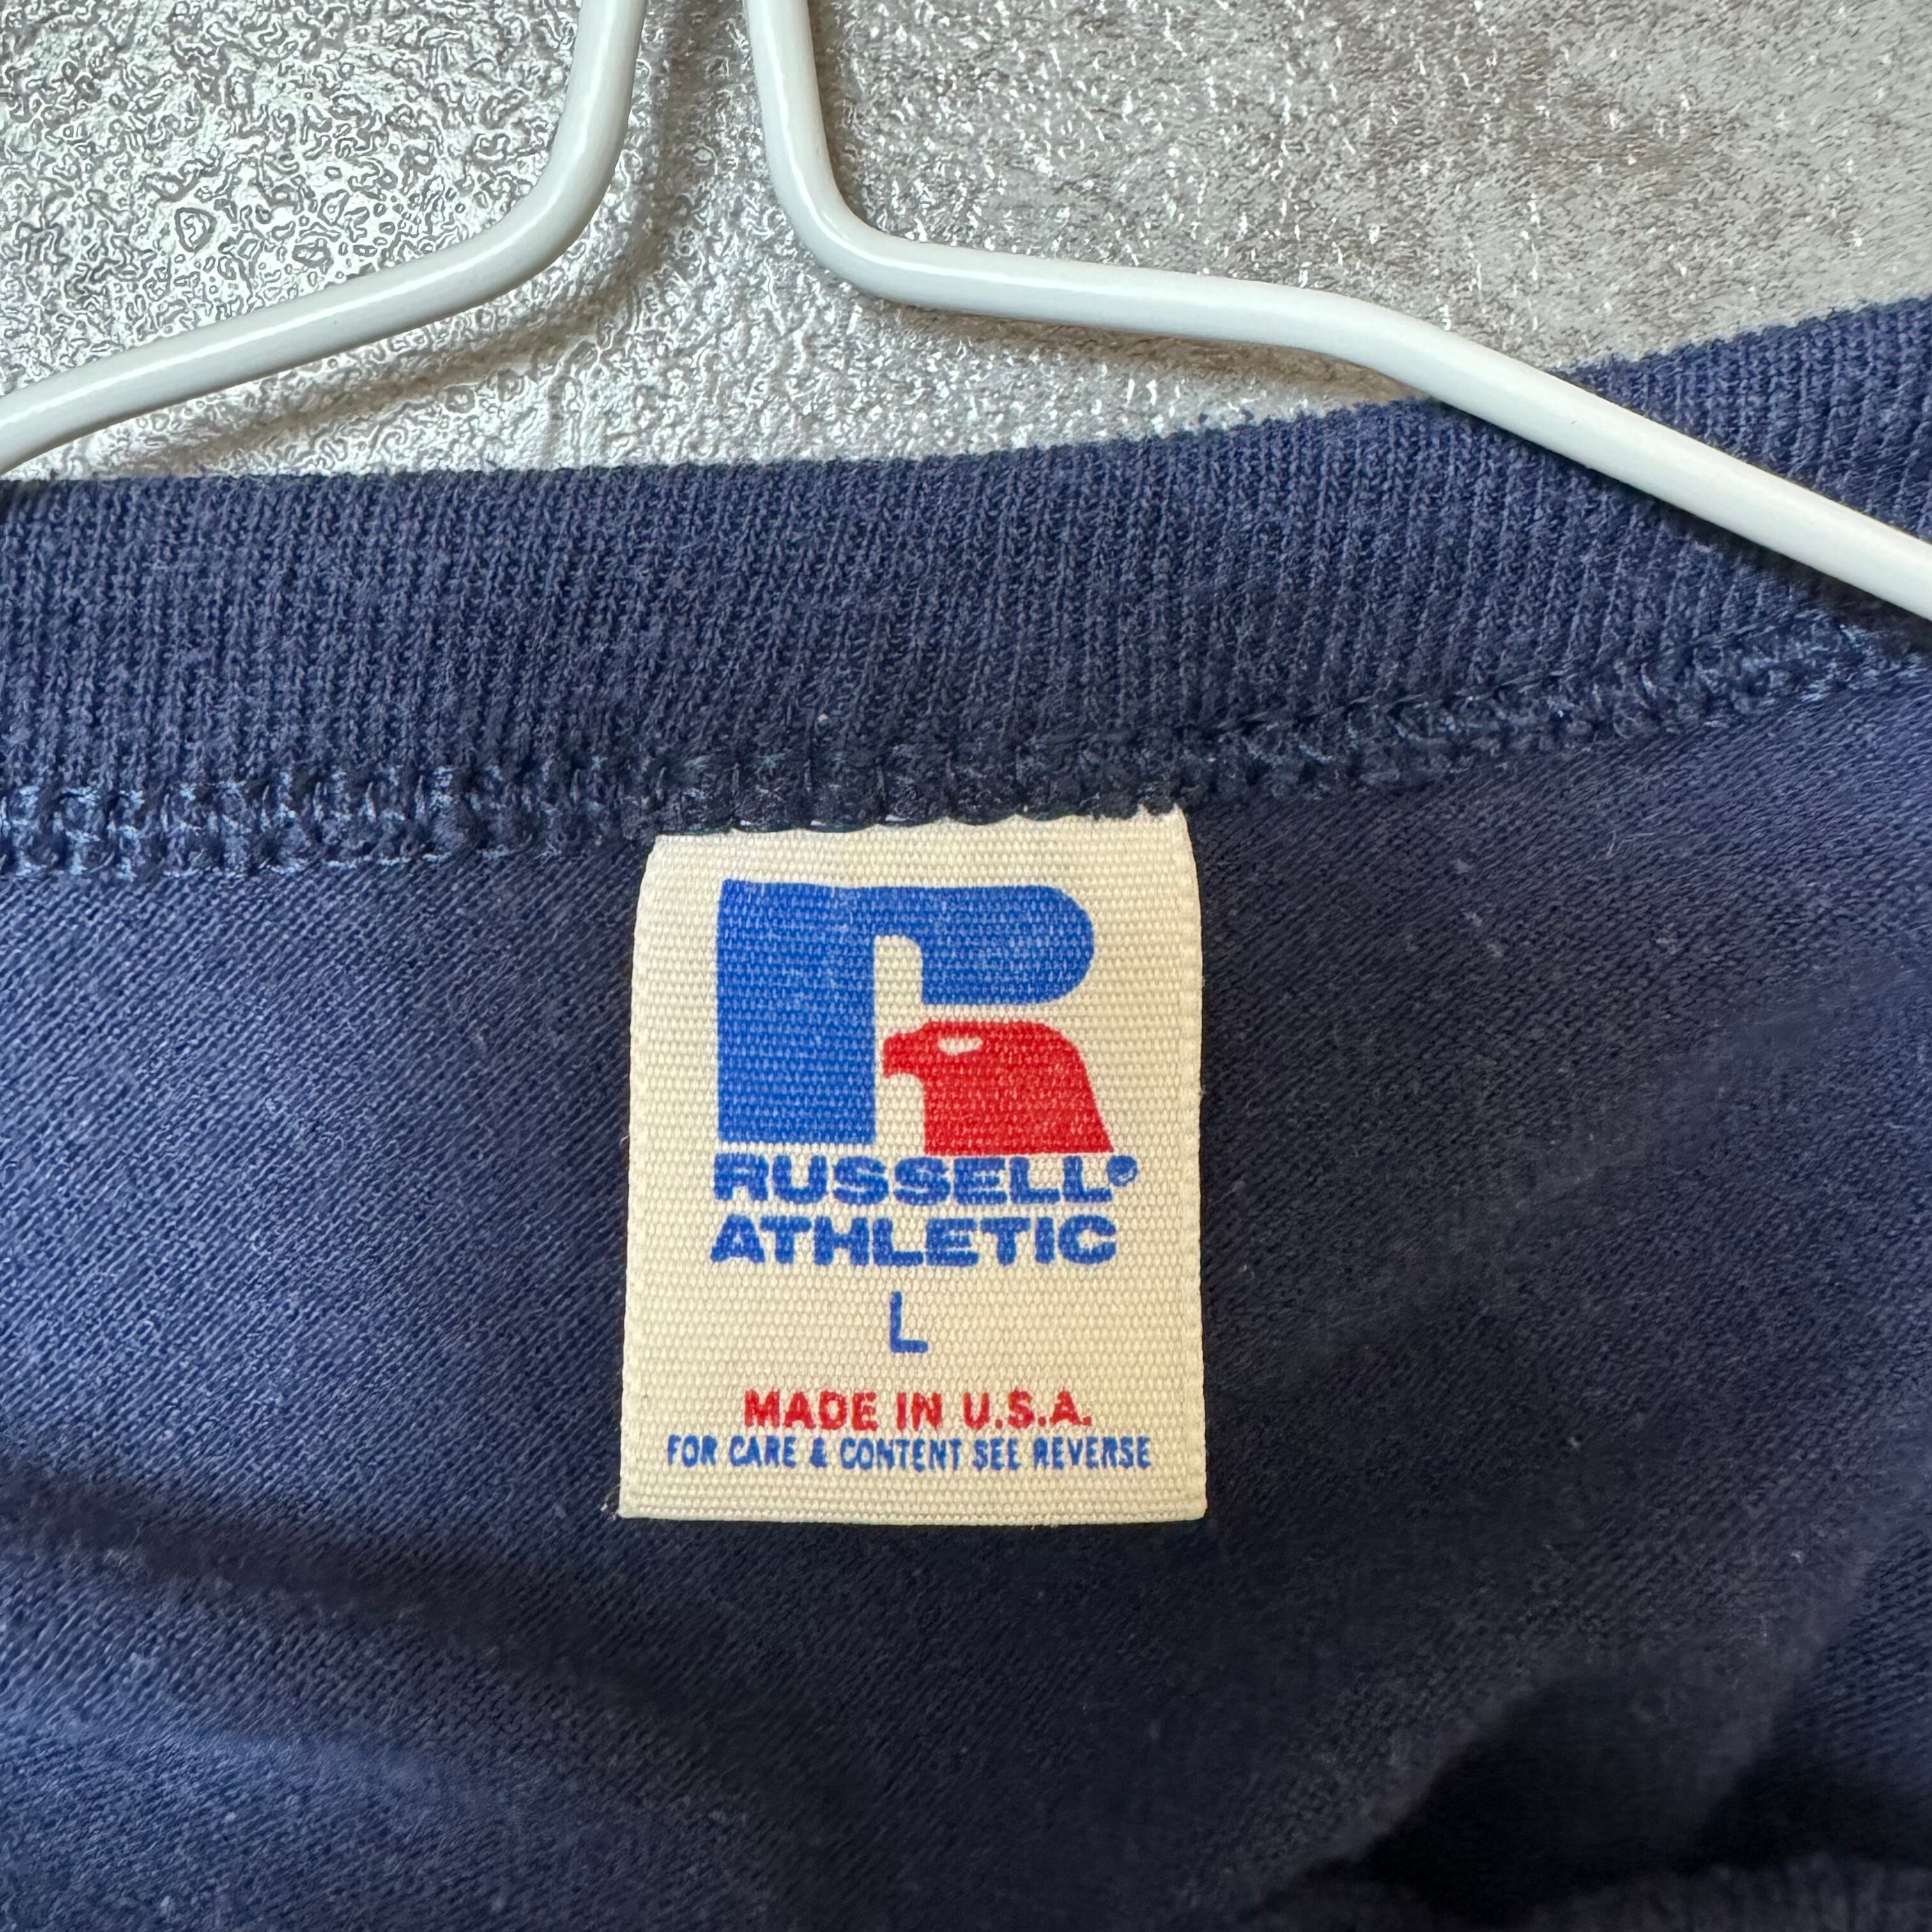 RUSSELL®
ATHLETIC
L
MADE IN U.S.A.
FOR CARE & CONTENT SEE REVERSE